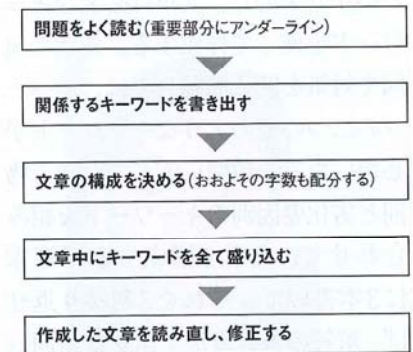 問題をよく読む(重要部分にアンダーライン)
関係するキーワードを書き出す
文章の構成を決める(おおよその字数も配分する)
文章中にキーワードを全て盛り込む
作成した文章を読み直し、修正する